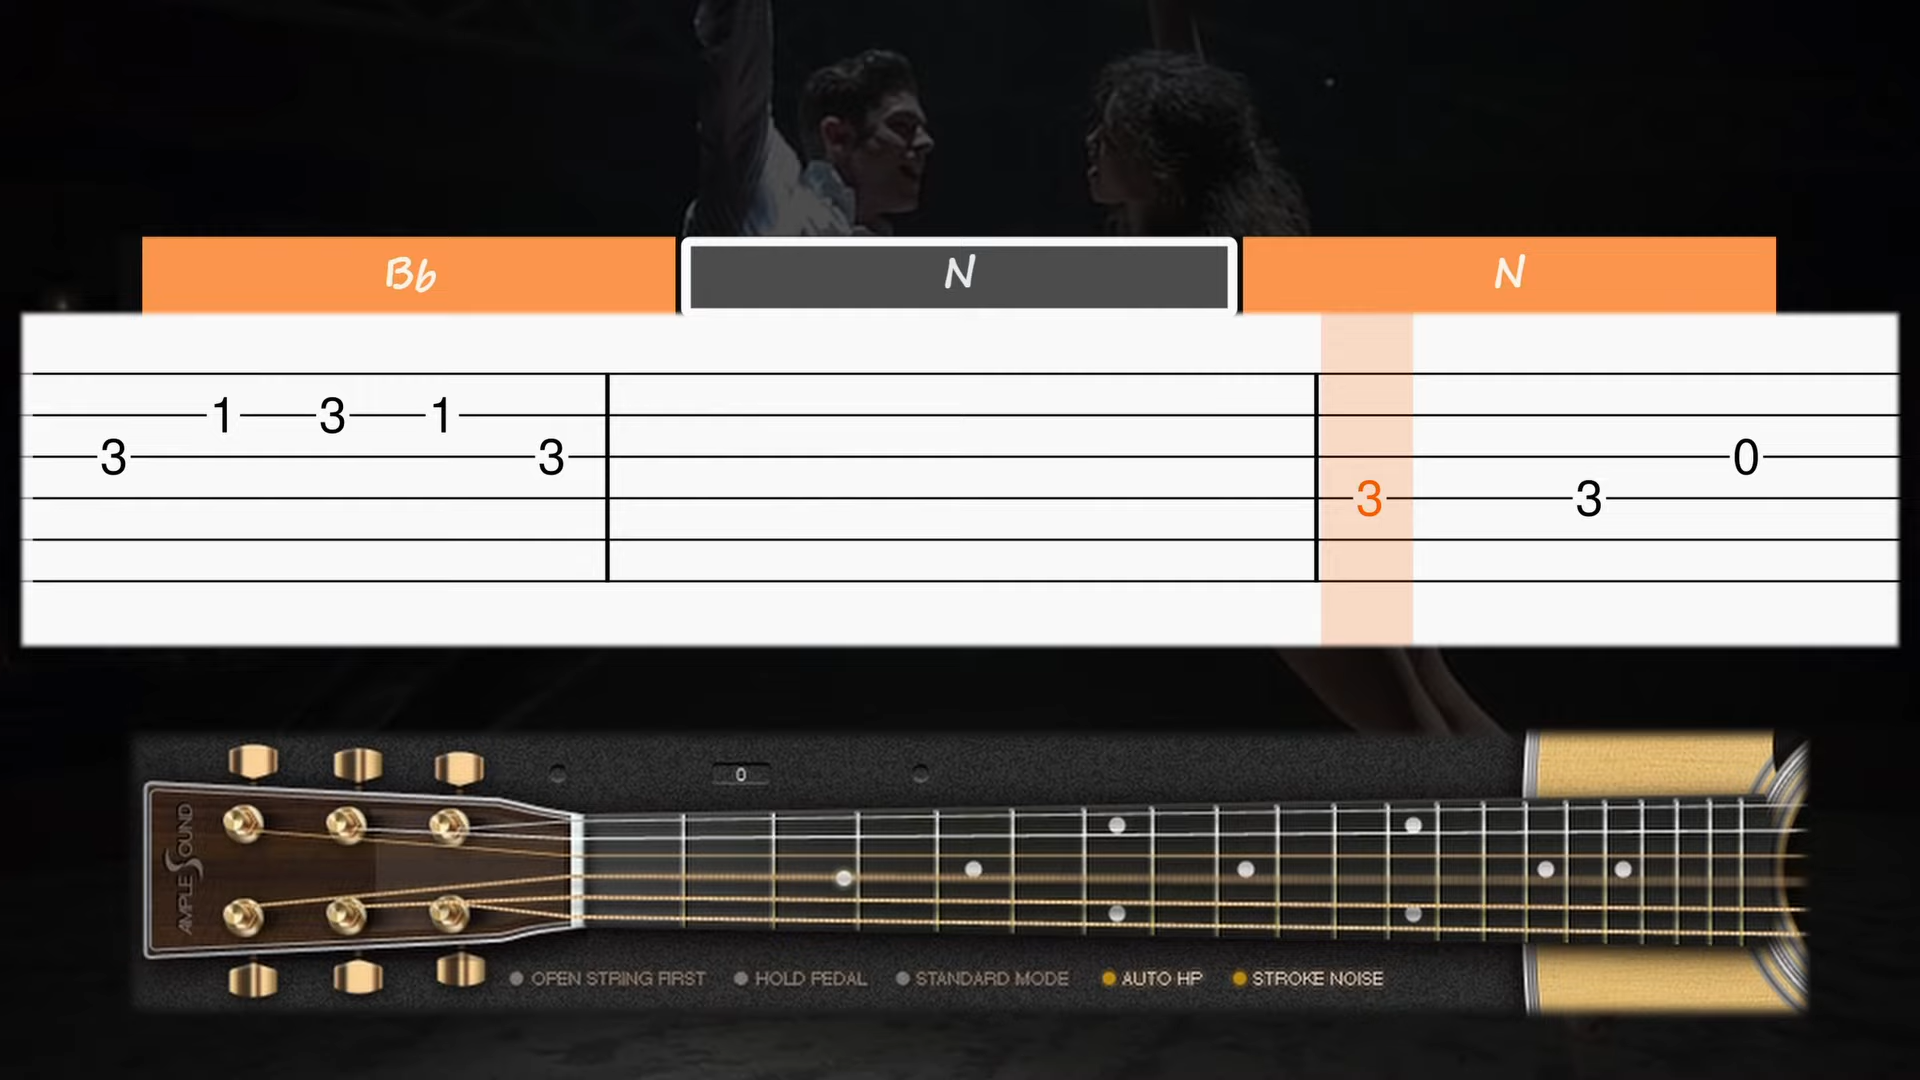 Bb N N
1 3 1
3 3 0
3 3
0
AMPLE SOUND
OPEN STRING FIRST HOLD PEDAL STANDARD MODE AUTO HP STROKE NOISE